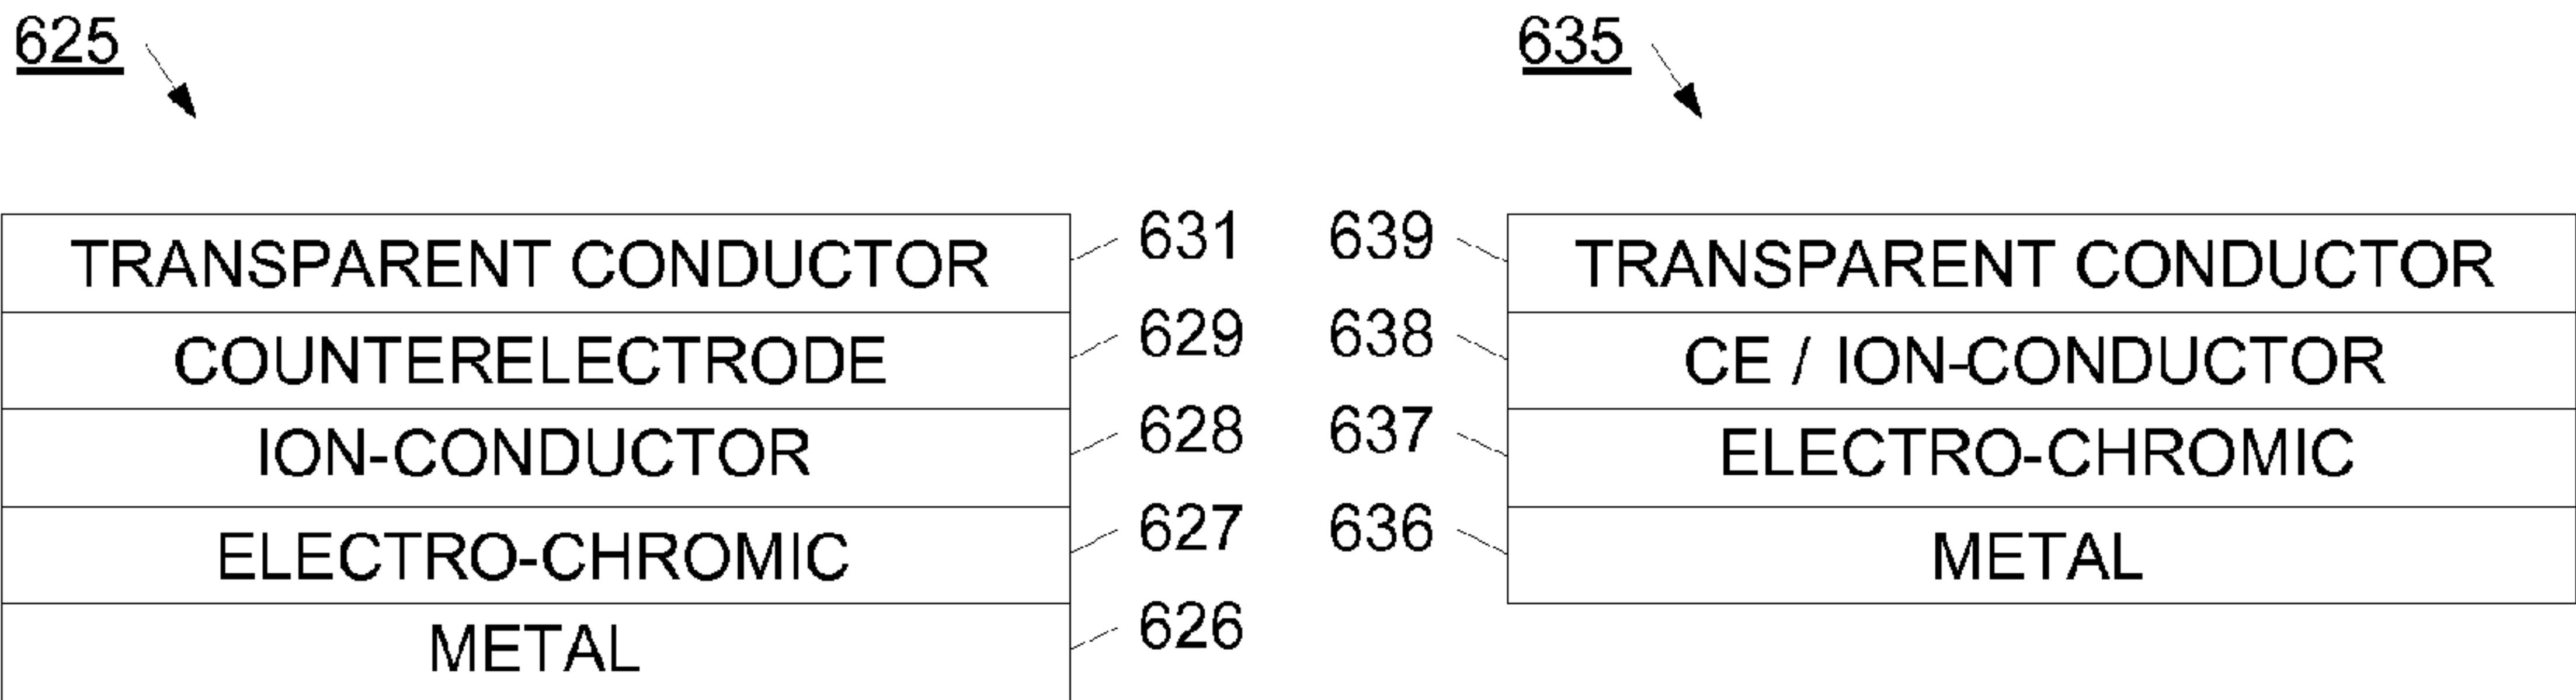 625
TRANSPARENT CONDUCTOR 631
COUNTERELECTRODE 629
ION-CONDUCTOR 628
ELECTRO-CHROMIC 627
METAL 626
635
639 TRANSPARENT CONDUCTOR
638 CE / ION-CONDUCTOR
637 ELECTRO-CHROMIC
636 METAL